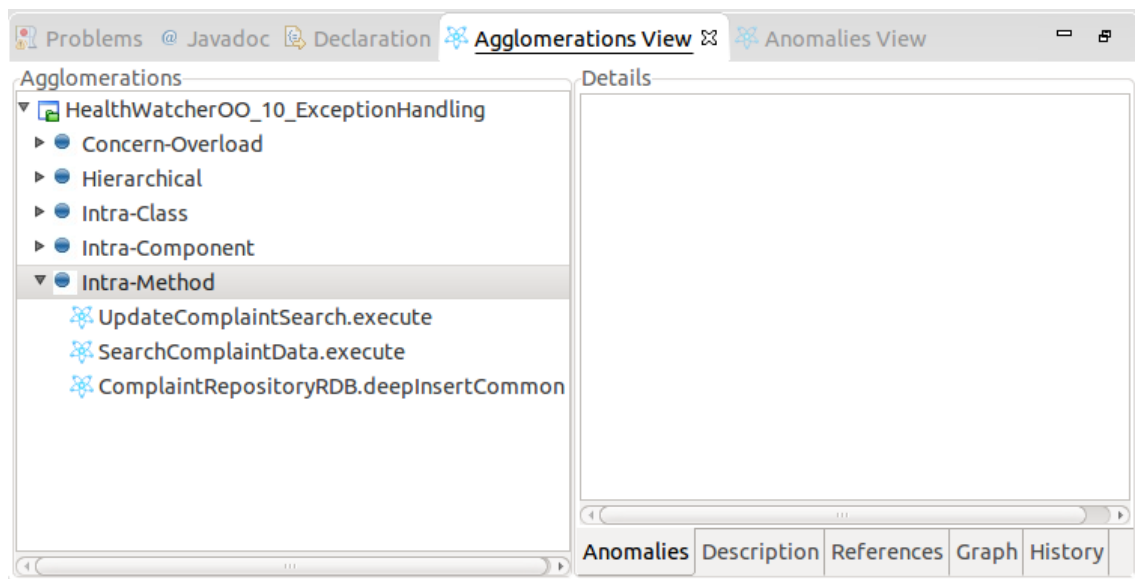 Problems @ Javadoc Declaration Agglomerations View Anomalies View
Agglomerations
HealthWatcherOO_10_ExceptionHandling
Concern-Overload
Hierarchical
Intra-Class
Intra-Component
Intra-Method
UpdateComplaintSearch.execute
SearchComplaintData.execute
ComplaintRepositoryRDB.deepInsertCommon
Details
Anomalies Description References Graph History